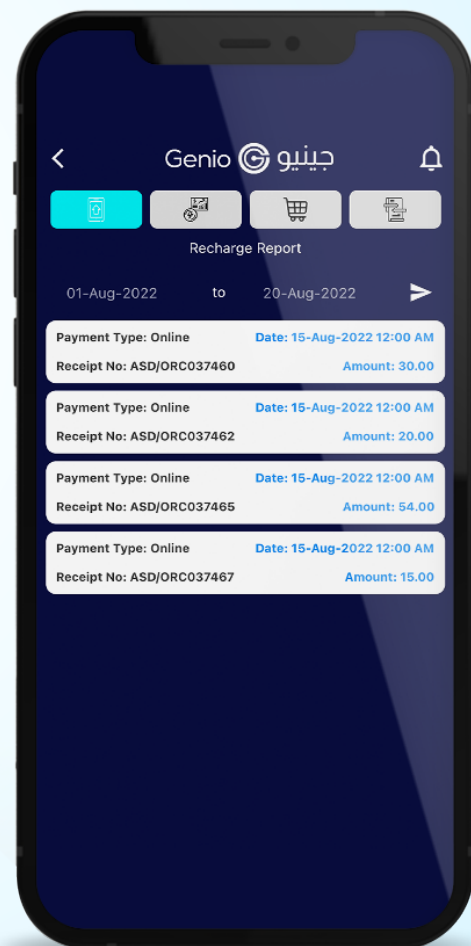 Genio G جينيو
Recharge Report
01-Aug-2022 to 20-Aug-2022
Payment Type: Online Date: 15-Aug-2022 12:00 AM
Receipt No: ASD/ORC037460 Amount: 30.00
Payment Type: Online Date: 15-Aug-2022 12:00 AM
Receipt No: ASD/ORC037462 Amount: 20.00
Payment Type: Online Date: 15-Aug-2022 12:00 AM
Receipt No: ASD/ORC037465 Amount: 54.00
Payment Type: Online Date: 15-Aug-2022 12:00 AM
Receipt No: ASD/ORC037467 Amount: 15.00